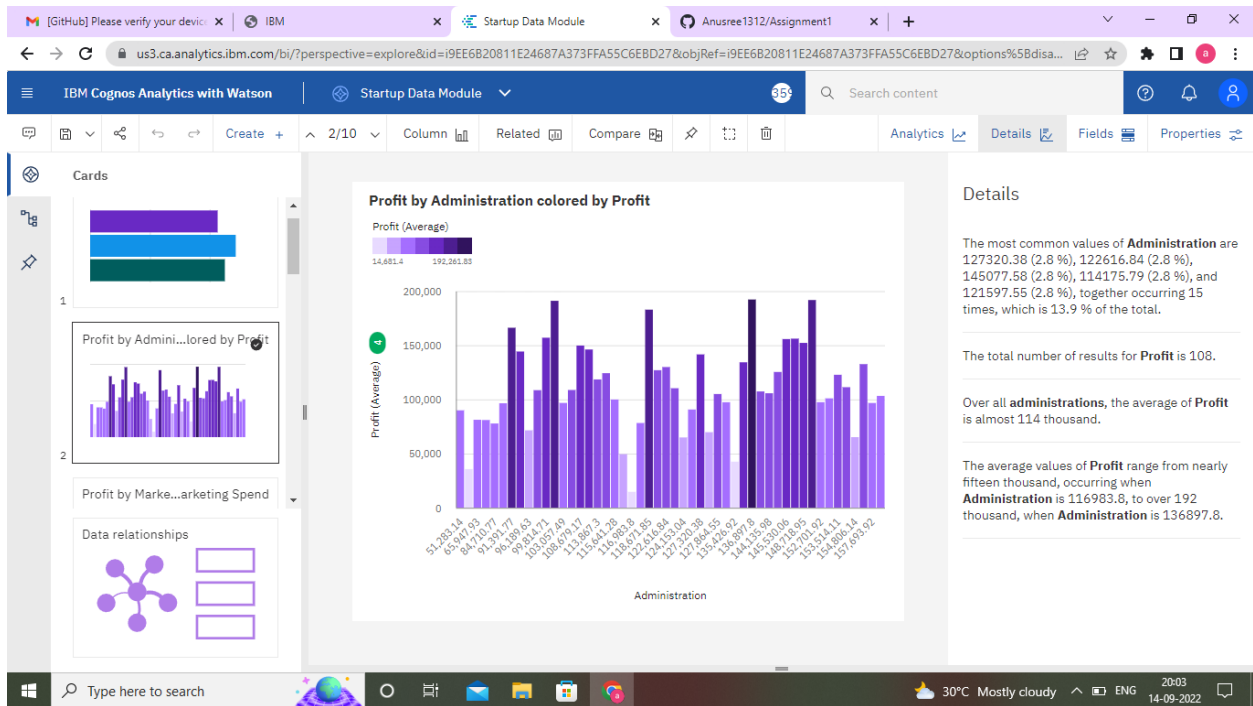 [GitHub] Please verify your device
IBM
Startup Data Module
Anusree1312/Assignment1
us3.ca.analytics.ibm.com/bi/?perspective=explore&id=i9EE6B20811E24687A373FFA55C6EBD27&objRef=i9EE6B20811E24687A373FFA55C6EBD27&options%5Bdisa...
a
IBM Cognos Analytics with Watson
Startup Data Module
359
Search content
Create +
2/10
Column
Related
Compare
Analytics
Details
Fields
Properties
Cards
1
Profit by Admini...lored by Profit
2
Profit by Marke...arketing Spend
Data relationships
Profit by Administration colored by Profit
Profit (Average)
14,681.4
192,261.83
200,000
150,000
100,000
50,000
0
Profit (Average)
4
51,283.14
65,947.93
84,710.77
91,391.77
96,189.63
99,814.71
103,057.49
108,679.17
113,867.3
115,641.28
116,983.8
118,671.85
122,616.84
124,153.04
127,320.38
127,864.55
135,426.92
136,897.8
144,135.98
145,530.06
148,718.95
152,701.92
153,514.11
154,806.14
157,693.92
Administration
Details
The most common values of Administration are
127320.38 (2.8 %), 122616.84 (2.8 %),
145077.58 (2.8 %), 114175.79 (2.8 %), and
121597.55 (2.8 %), together occurring 15
times, which is 13.9 % of the total.
The total number of results for Profit is 108.
Over all administrations, the average of Profit
is almost 114 thousand.
The average values of Profit range from nearly
fifteen thousand, occurring when
Administration is 116983.8, to over 192
thousand, when Administration is 136897.8.
Type here to search
a
30°C Mostly cloudy
ENG
20:03
14-09-2022